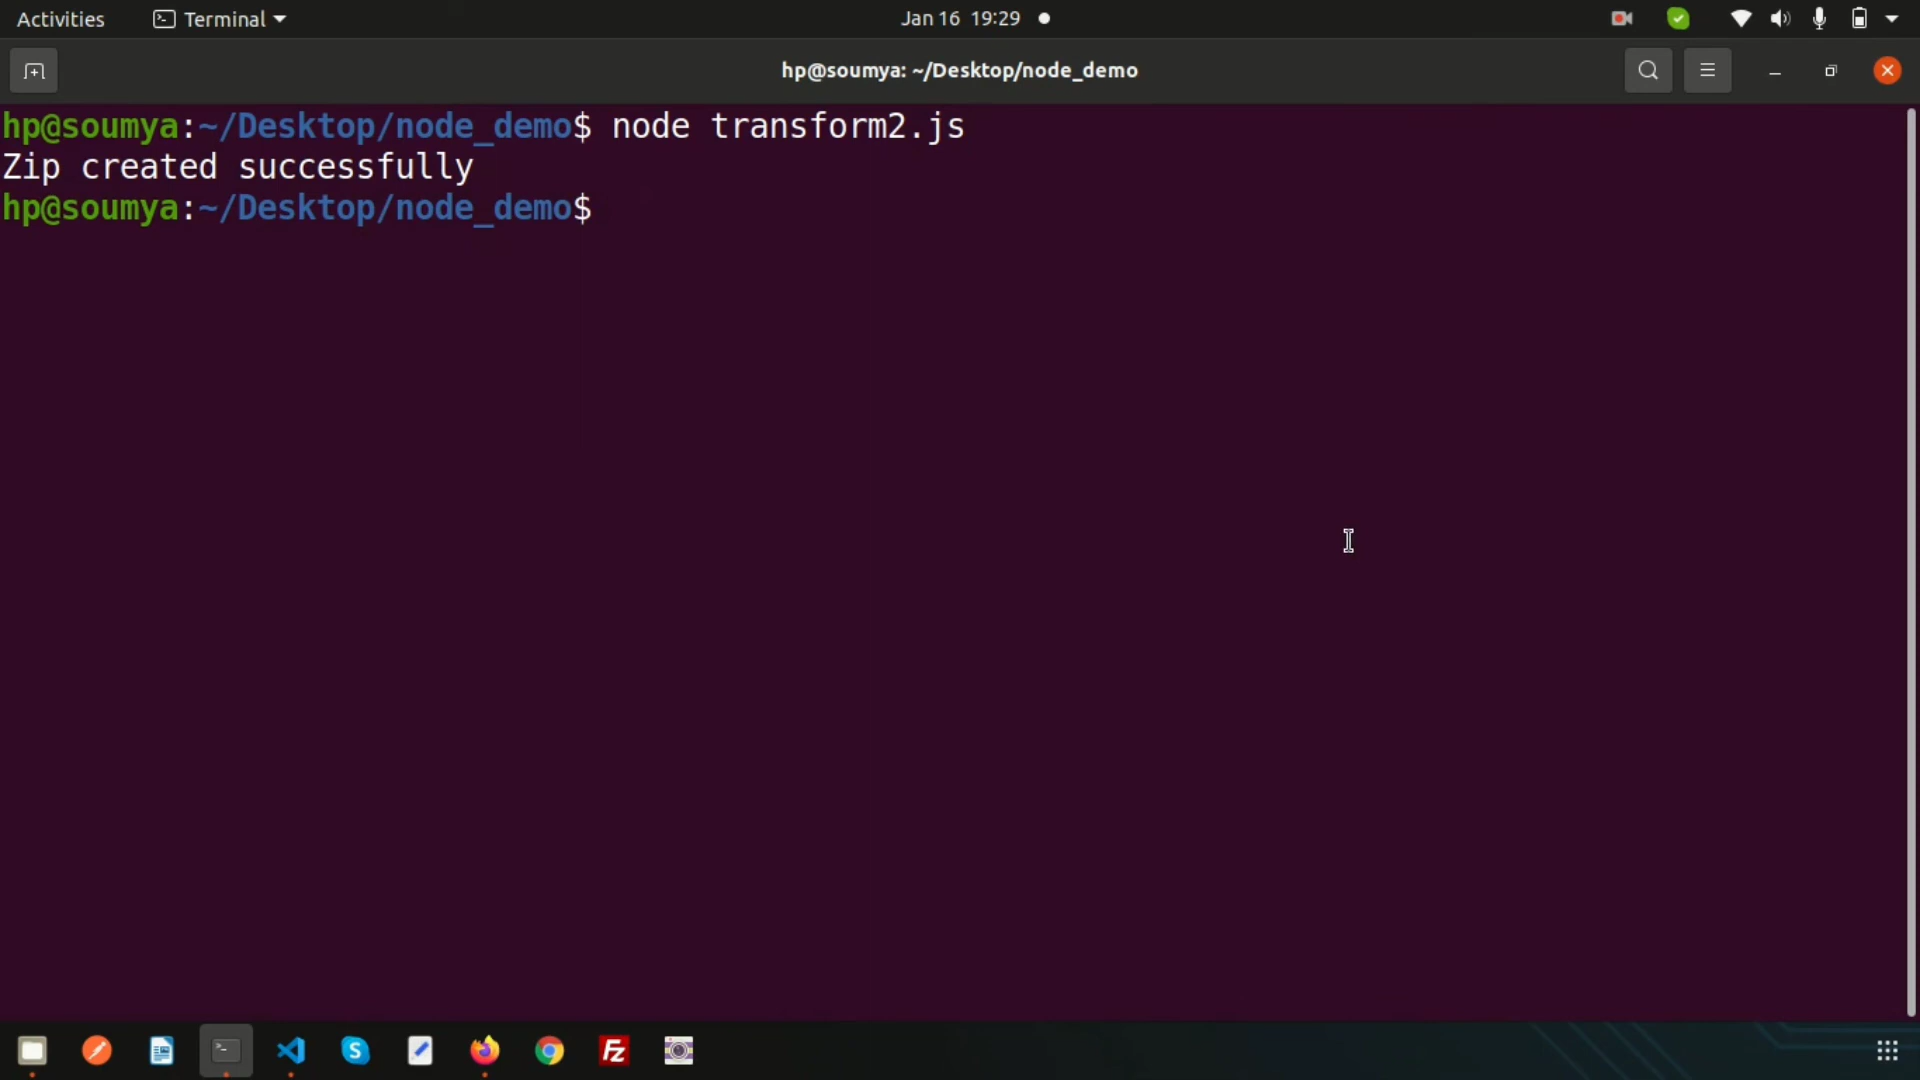 Activities Terminal Jan 16 19:29
hp@soumya: ~/Desktop/node_demo
hp@soumya:~/Desktop/node_demo$ node transform2.js
Zip created successfully
hp@soumya:~/Desktop/node_demo$